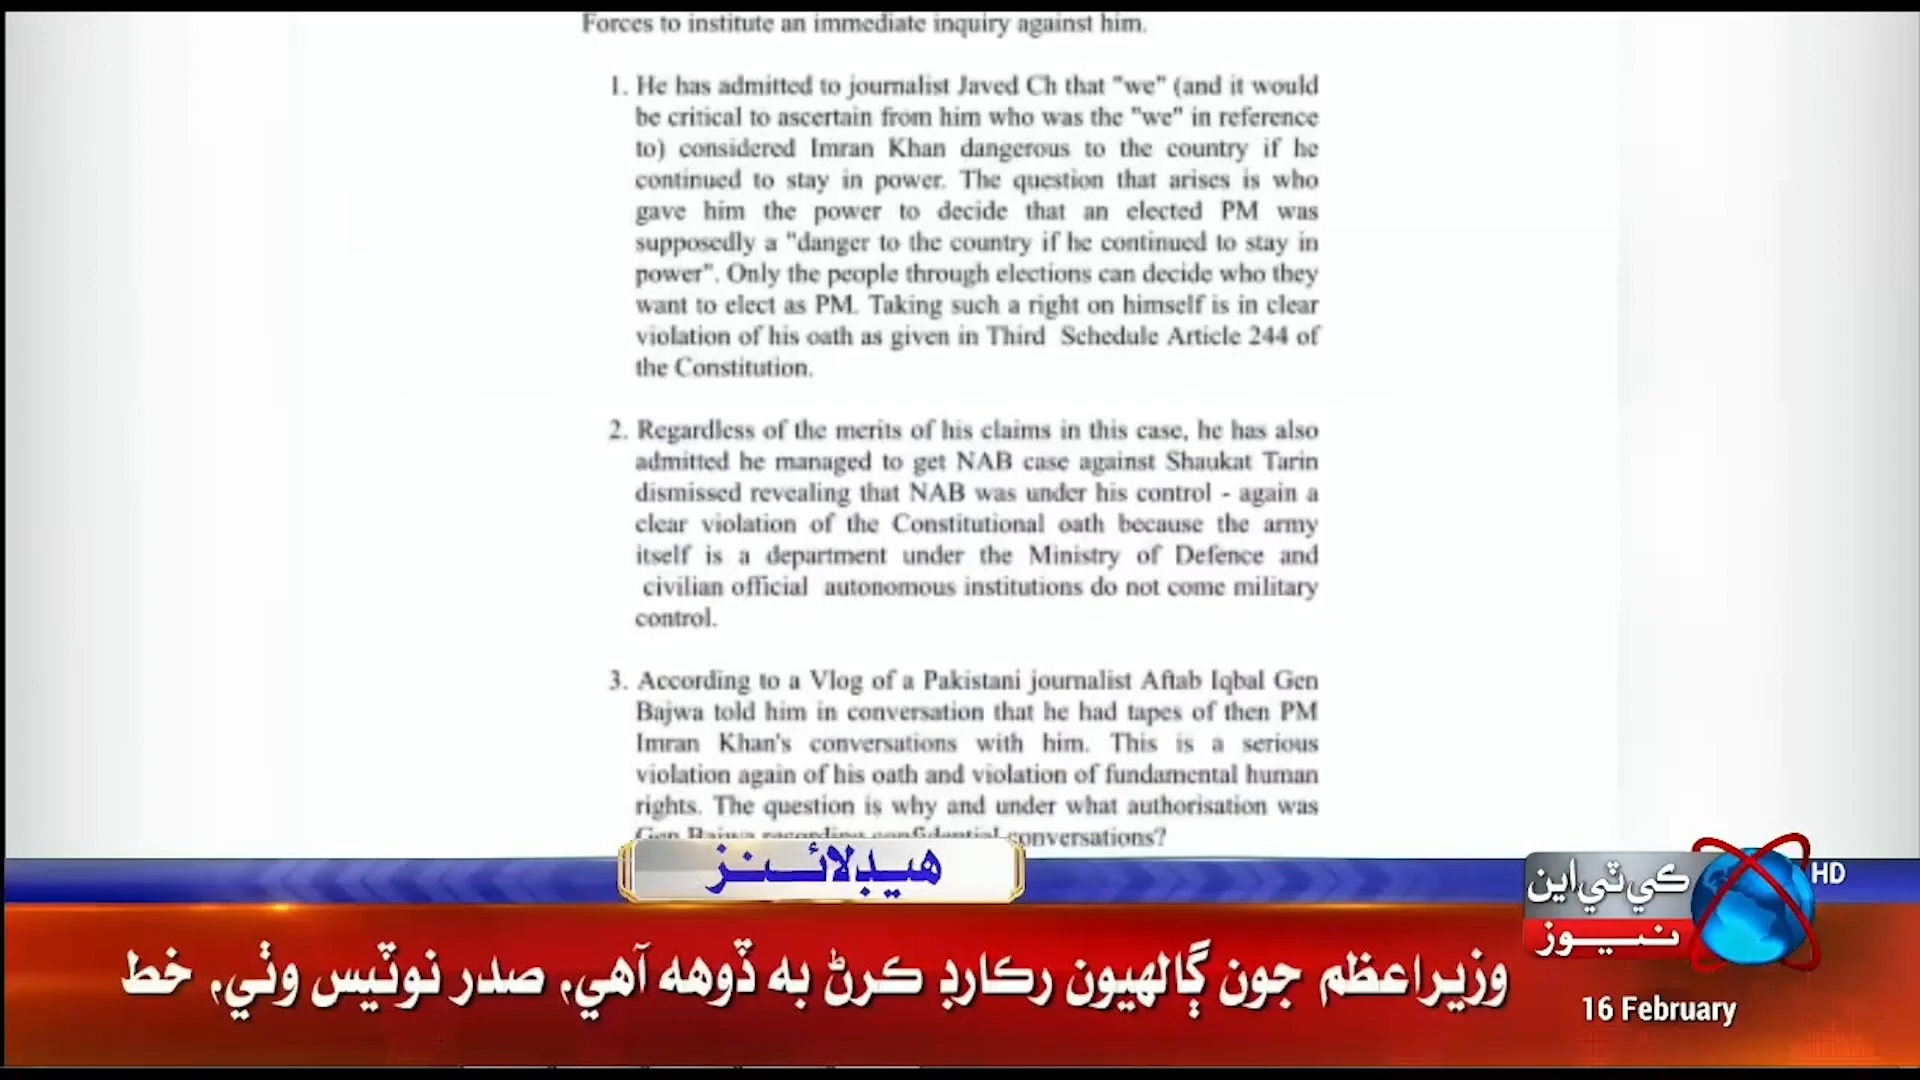 Forces to institute an immediate inquiry against him.
1. He has admitted to journalist Javed Ch that "we" (and it would
be critical to ascertain from him who was the "we" in reference
to) considered Imran Khan dangerous to the country if he
continued to stay in power. The question that arises is who
gave him the power to decide that an elected PM was
supposedly a "danger to the country if he continued to stay in
power". Only the people through elections can decide who they
want to elect as PM. Taking such a right on himself is in clear
violation of his oath as given in Third Schedule Article 244 of
the Constitution.
2. Regardless of the merits of his claims in this case, he has also
admitted he managed to get NAB case against Shaukat Tarin
dismissed revealing that NAB was under his control - again a
clear violation of the Constitutional oath because the army
itself is a department under the Ministry of Defence and
civilian official autonomous institutions do not come military
control.
3. According to a Vlog of a Pakistani journalist Aftab Iqbal Gen
Bajwa told him in conversation that he had tapes of then PM
Imran Khan's conversations with him. This is a serious
violation again of his oath and violation of fundamental human
rights. The question is why and under what authorisation was
Gen Bajwa recording confidential conversations?
هيڊلائنز
ڪي ٽي اين
نيوز
HD
وزيراعظم جون ڳالهيون رڪارڊ ڪرڻ به ڏوهه آهي، صدر نوٽيس وٺي، خط
16 February